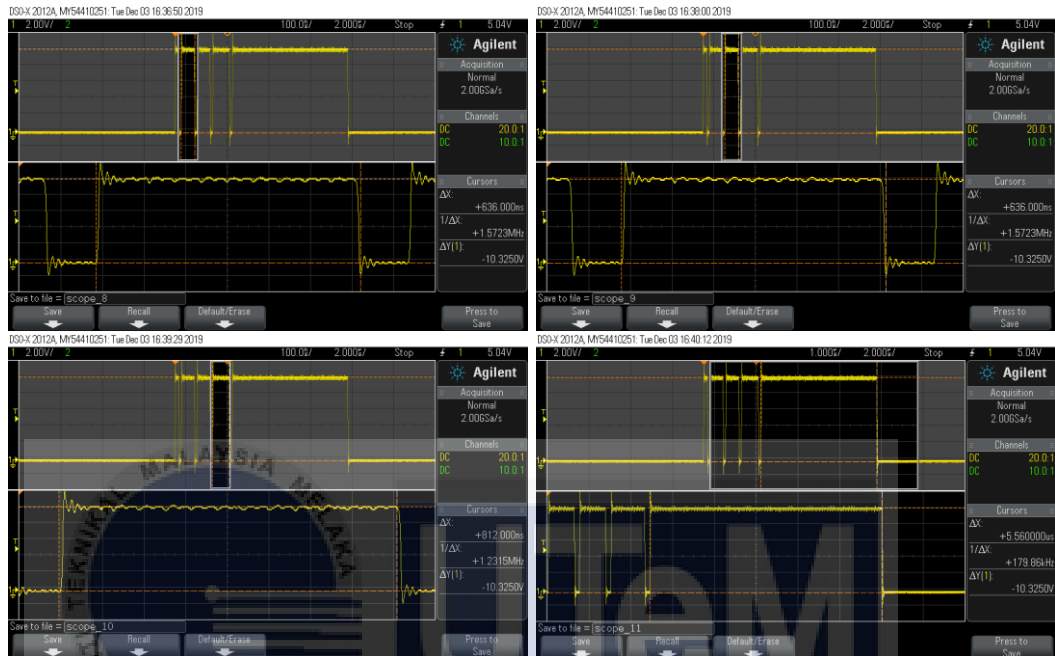 DSO-X 2012A, MY54410251: Tue Dec 03 16:36:50 2019
1 2.00V/ 2 100.0℧/ 2.000℧/ Stop 1 5.04V
Agilent
Acquisition
Normal
2.00GSa/s
Channels
DC 20.0:1
DC 10.0:1
Cursors
ΔX:
+636.000ns
1/ΔX:
+1.5723MHz
ΔY(1):
-10.3250V
Save to file = scope_8
Save Recall Default/Erase Press to Save
DSO-X 2012A, MY54410251: Tue Dec 03 16:38:00 2019
1 2.00V/ 2 100.0℧/ 2.000℧/ Stop 1 5.04V
Agilent
Acquisition
Normal
2.00GSa/s
Channels
DC 20.0:1
DC 10.0:1
Cursors
ΔX:
+636.000ns
1/ΔX:
+1.5723MHz
ΔY(1):
-10.3250V
Save to file = scope_9
Save Recall Default/Erase Press to Save
DSO-X 2012A, MY54410251: Tue Dec 03 16:39:29 2019
1 2.00V/ 2 100.0℧/ 2.000℧/ Stop 1 5.04V
Agilent
Acquisition
Normal
2.00GSa/s
Channels
DC 20.0:1
DC 10.0:1
Cursors
ΔX:
+812.000ns
1/ΔX:
+1.2315MHz
ΔY(1):
-10.3250V
Save to file = scope_10
Save Recall Default/Erase Press to Save
TEKNIKAL MALAYSIA MELAKA
DSO-X 2012A, MY54410251: Tue Dec 03 16:40:12 2019
1 2.00V/ 2 1.000℧/ 2.000℧/ Stop 1 5.04V
Agilent
Acquisition
Normal
2.00GSa/s
Channels
DC 20.0:1
DC 10.0:1
Cursors
ΔX:
+5.560000us
1/ΔX:
+179.86kHz
ΔY(1):
-10.3250V
Save to file = scope_11
Save Recall Default/Erase Press to Save
UTeM